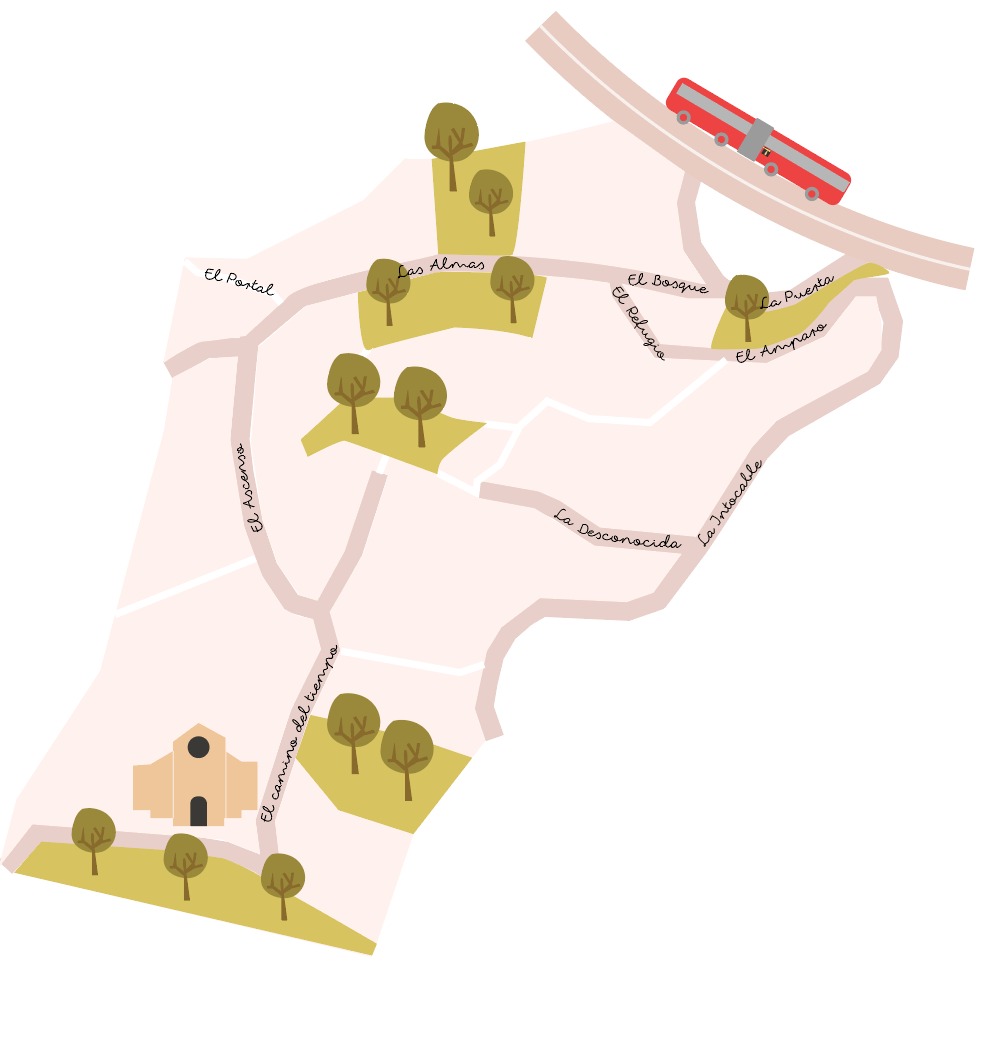 Las Almas
El Portal
El Bosque
La Puerta
El Refugio
El Amparo
El Ascenso
La Intocable
La Desconocida
El camino del tiempo